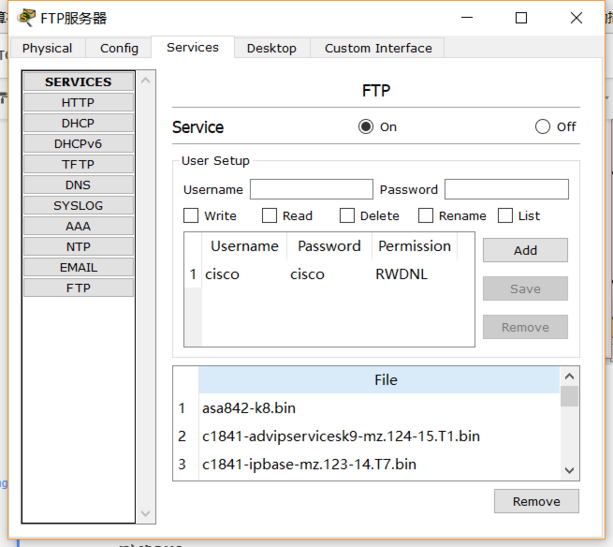 FTP服务器
Physical Config Services Desktop Custom Interface
SERVICES
HTTP
DHCP
DHCPv6
TFTP
DNS
SYSLOG
AAA
NTP
EMAIL
FTP
FTP
Service On Off
User Setup
Username Password
Write Read Delete Rename List
Username Password Permission
1 cisco cisco RWDNL
Add
Save
Remove
File
1 asa842-k8.bin
2 c1841-advipservicesk9-mz.124-15.T1.bin
3 c1841-ipbase-mz.123-14.T7.bin
Remove